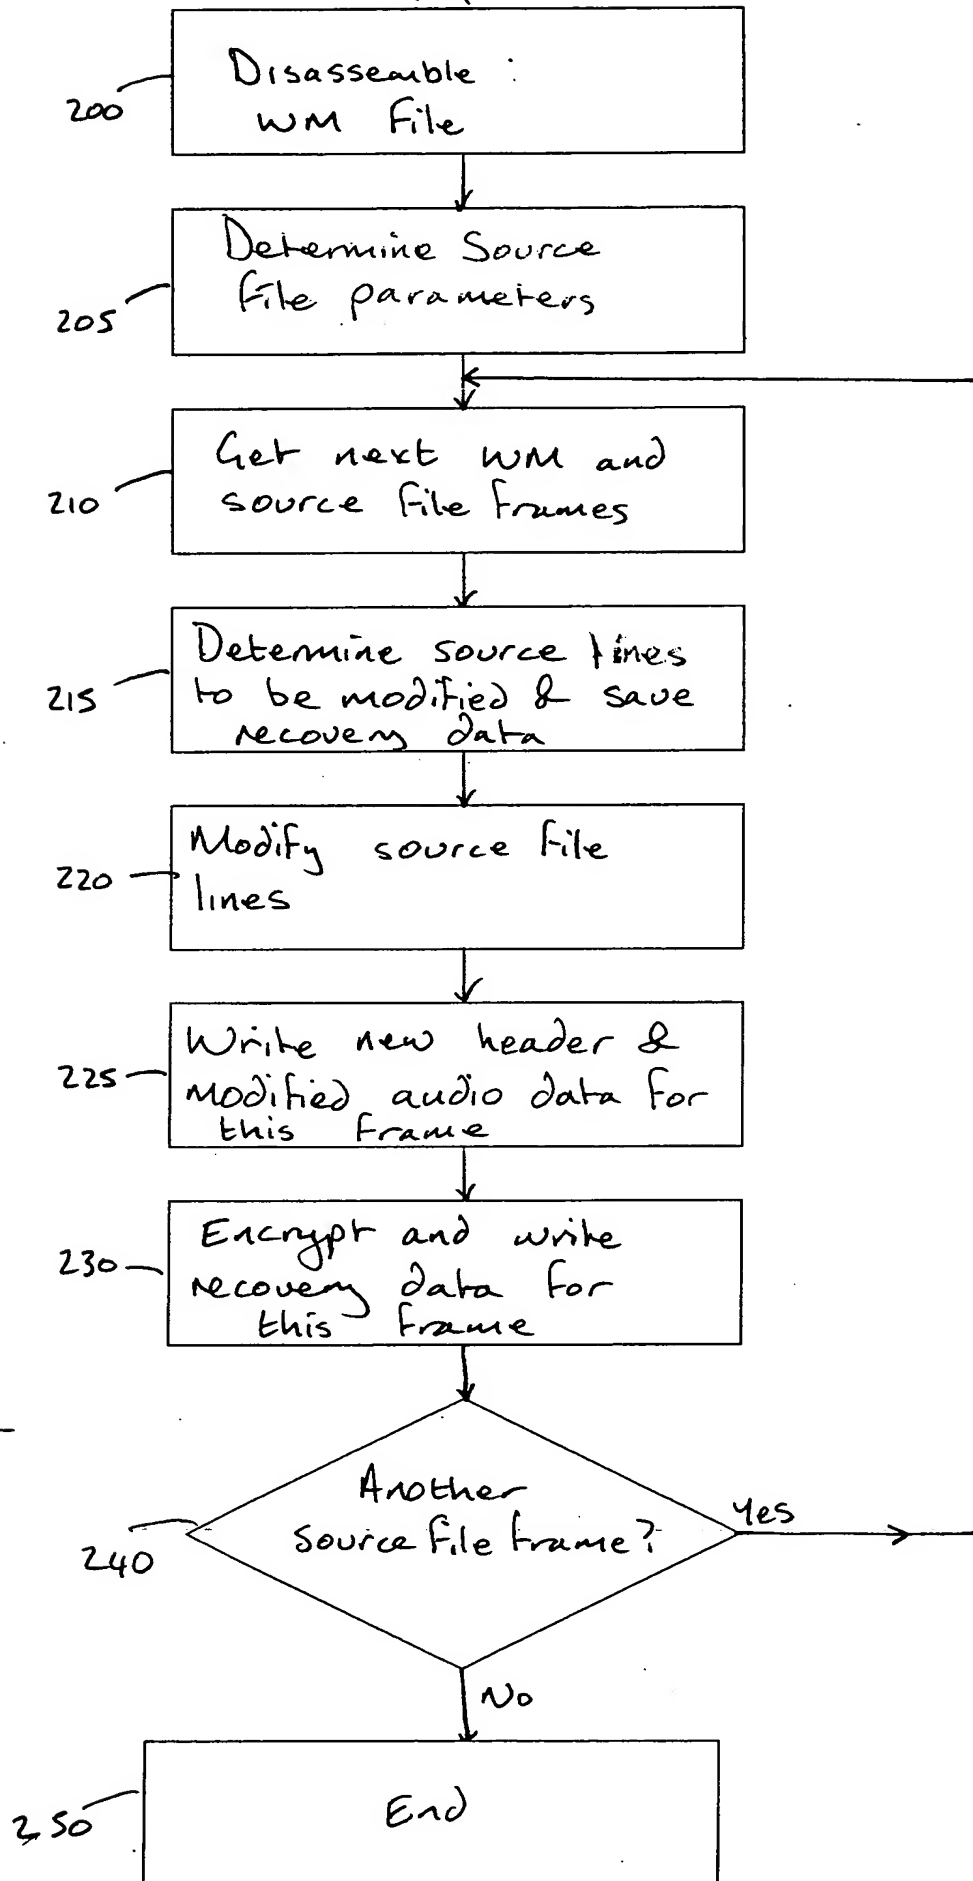 Disassemble
WM File
200
Determine Source
File parameters
205
Get next WM and
source file frames
210
Determine source lines
to be modified & save
recovery data
215
Modify source file
lines
220
Write new header &
modified audio data for
this frame
225
Encrypt and write
recovery data for
this frame
230
Another
source file frame?
Yes
240
No
End
250